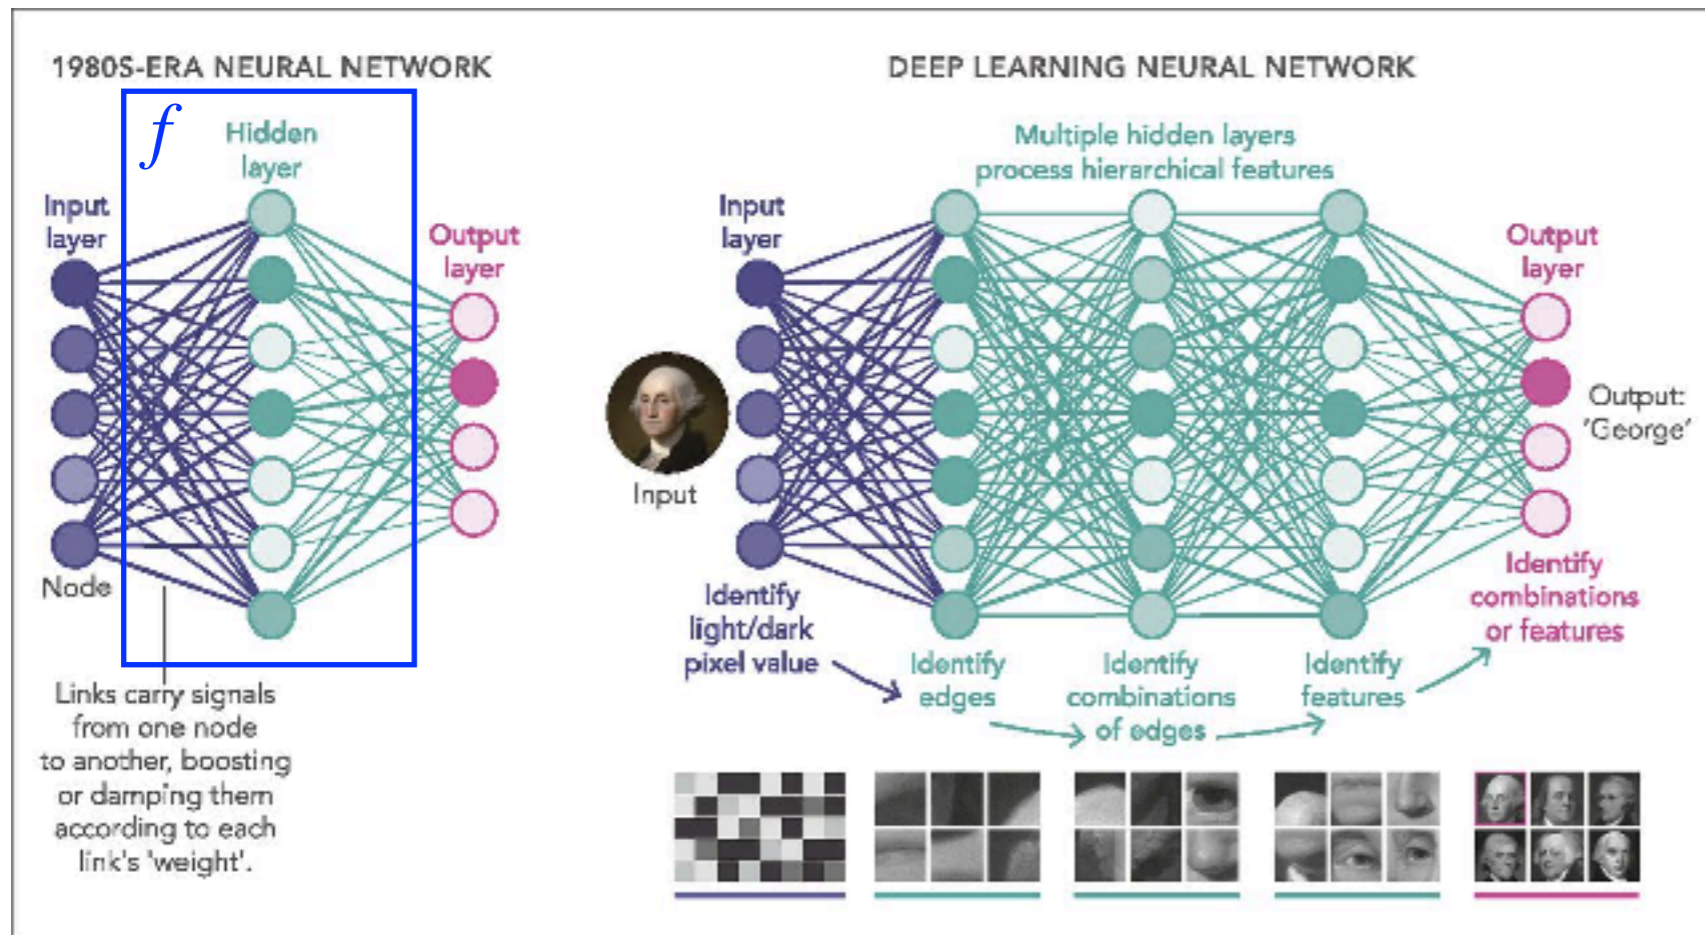 1980S-ERA NEURAL NETWORK
f
Hidden
layer
Input
layer
Output
layer
Node
Links carry signals
from one node
to another, boosting
or damping them
according to each
link's 'weight'.
DEEP LEARNING NEURAL NETWORK
Multiple hidden layers
process hierarchical features
Input
layer
Output
layer
Input
Output:
'George'
Identify
light/dark
pixel value
Identify
edges
Identify
combinations
of edges
Identify
features
Identify
combinations
or features